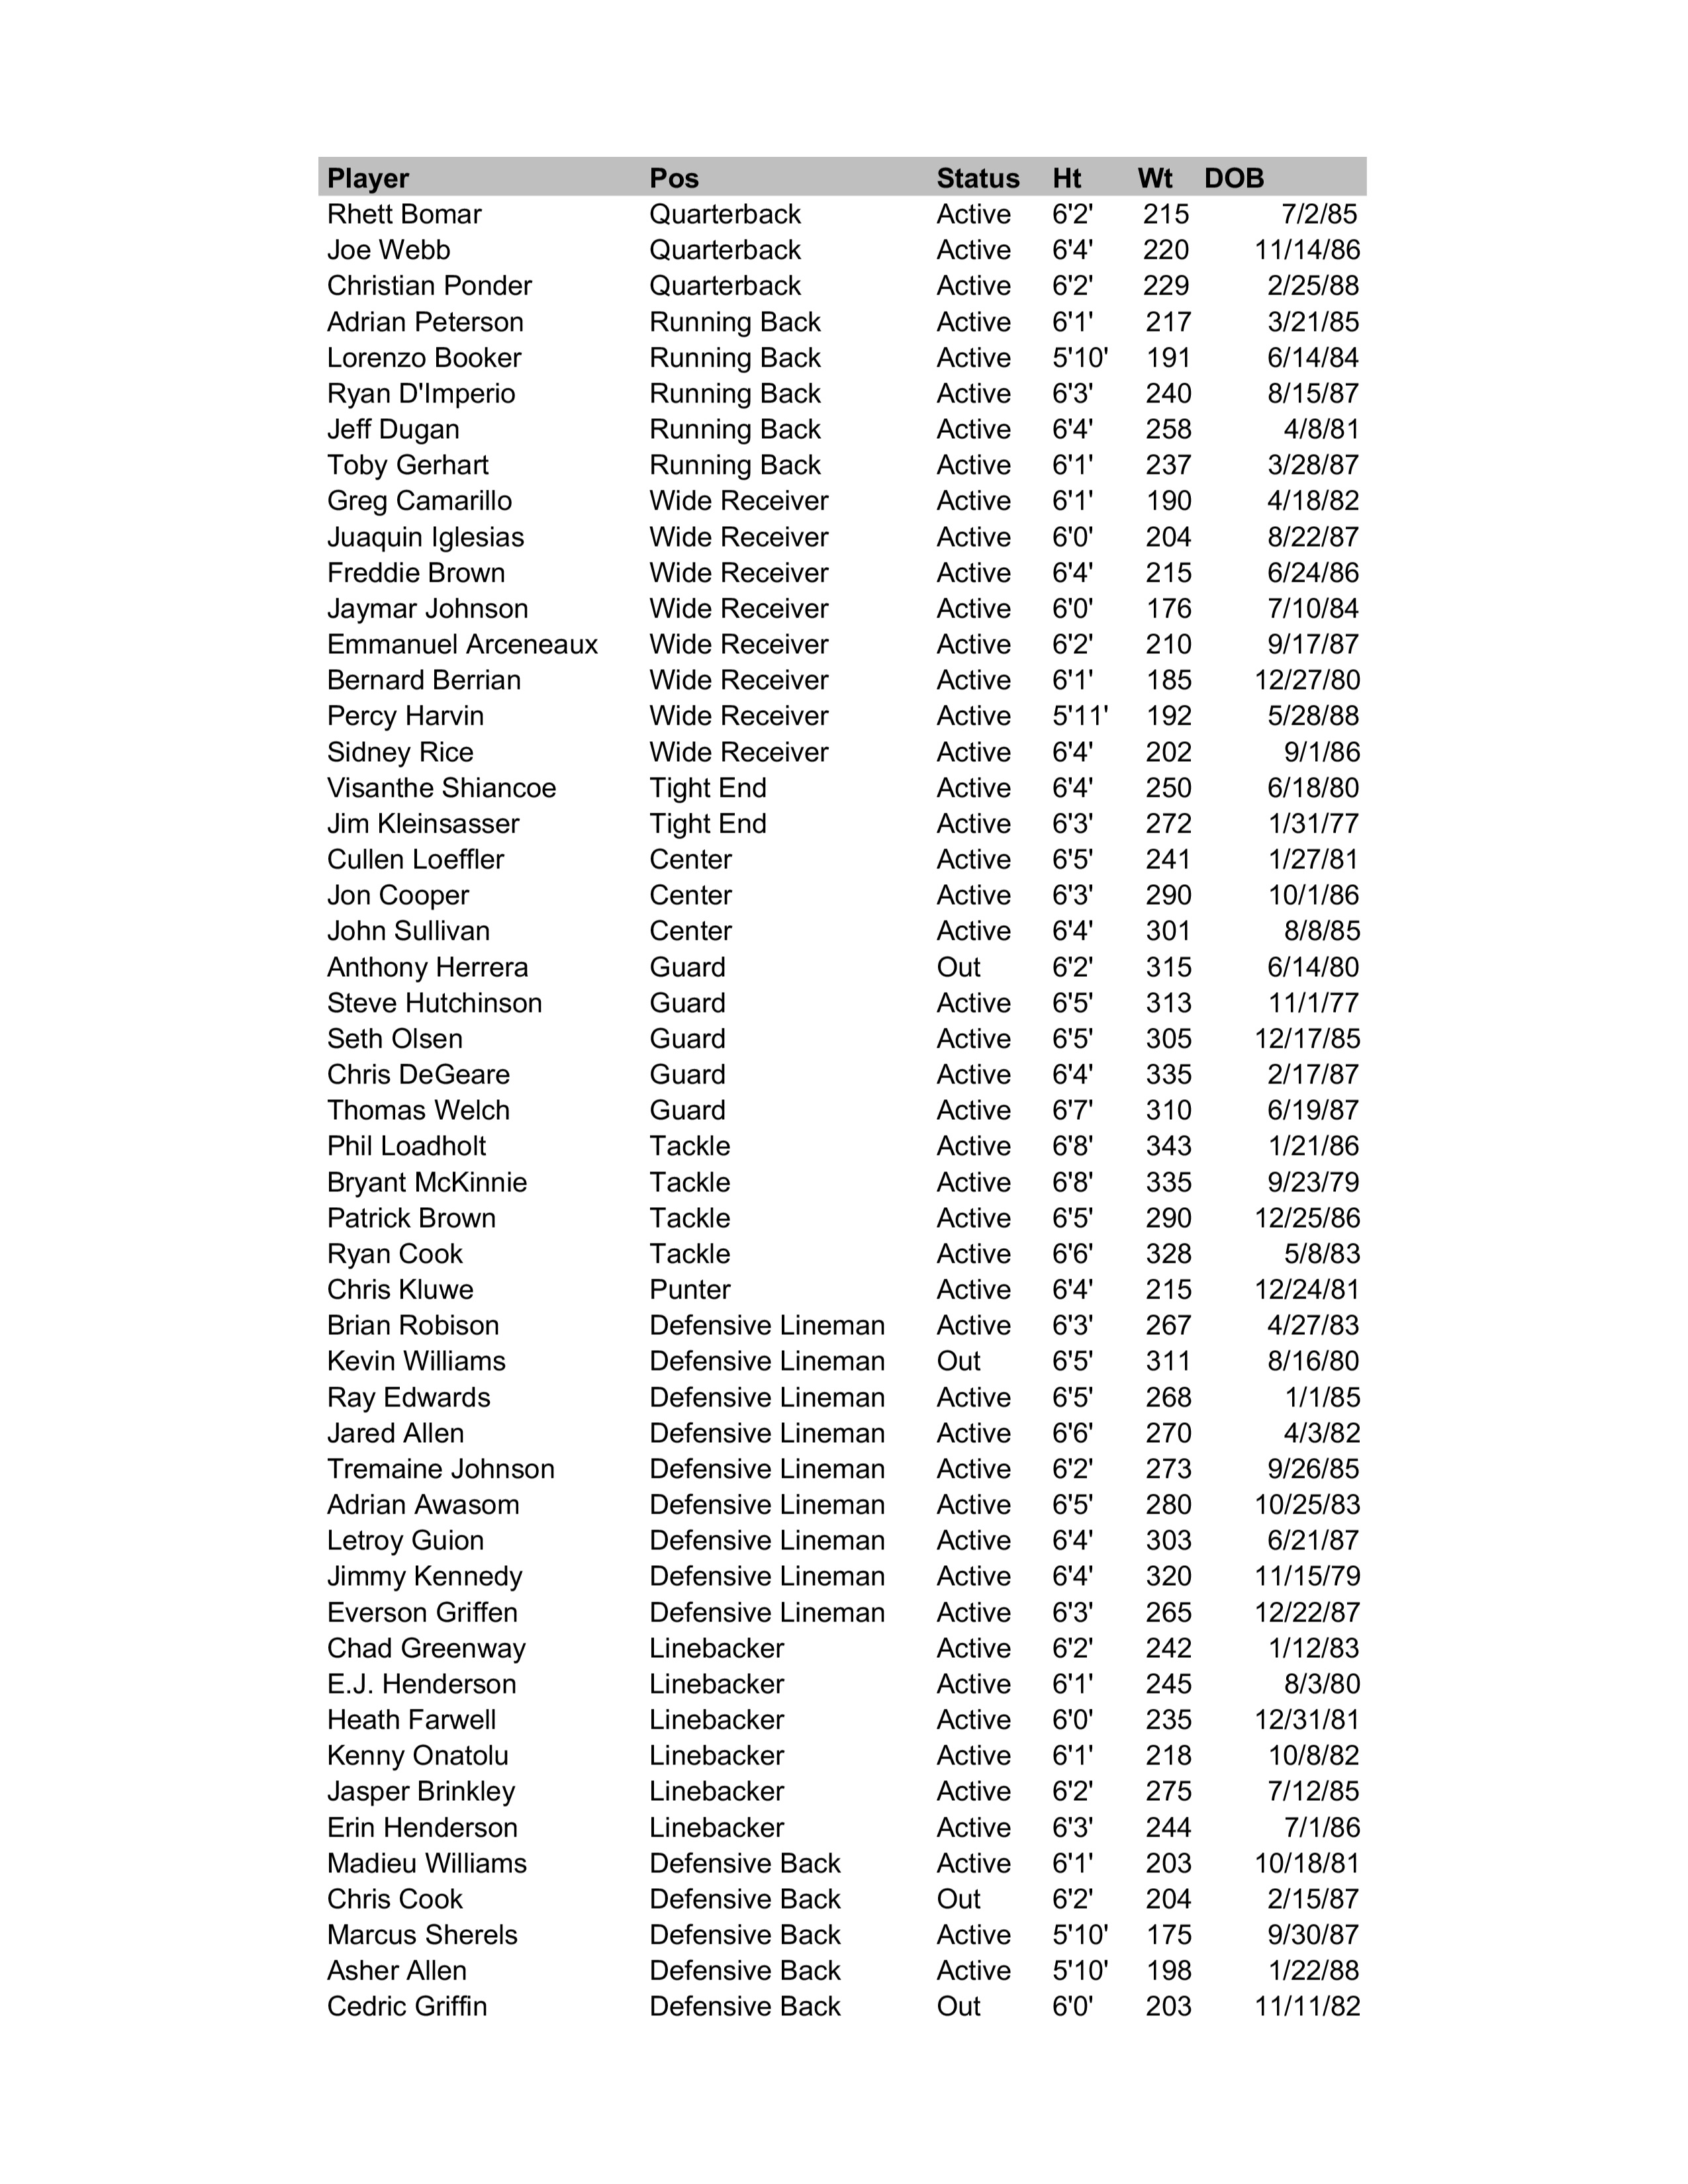 Player Pos Status Ht Wt DOB
Rhett Bomar Quarterback Active 6'2' 215 7/2/85
Joe Webb Quarterback Active 6'4' 220 11/14/86
Christian Ponder Quarterback Active 6'2' 229 2/25/88
Adrian Peterson Running Back Active 6'1' 217 3/21/85
Lorenzo Booker Running Back Active 5'10' 191 6/14/84
Ryan D'Imperio Running Back Active 6'3' 240 8/15/87
Jeff Dugan Running Back Active 6'4' 258 4/8/81
Toby Gerhart Running Back Active 6'1' 237 3/28/87
Greg Camarillo Wide Receiver Active 6'1' 190 4/18/82
Juaquin Iglesias Wide Receiver Active 6'0' 204 8/22/87
Freddie Brown Wide Receiver Active 6'4' 215 6/24/86
Jaymar Johnson Wide Receiver Active 6'0' 176 7/10/84
Emmanuel Arceneaux Wide Receiver Active 6'2' 210 9/17/87
Bernard Berrian Wide Receiver Active 6'1' 185 12/27/80
Percy Harvin Wide Receiver Active 5'11' 192 5/28/88
Sidney Rice Wide Receiver Active 6'4' 202 9/1/86
Visanthe Shiancoe Tight End Active 6'4' 250 6/18/80
Jim Kleinsasser Tight End Active 6'3' 272 1/31/77
Cullen Loeffler Center Active 6'5' 241 1/27/81
Jon Cooper Center Active 6'3' 290 10/1/86
John Sullivan Center Active 6'4' 301 8/8/85
Anthony Herrera Guard Out 6'2' 315 6/14/80
Steve Hutchinson Guard Active 6'5' 313 11/1/77
Seth Olsen Guard Active 6'5' 305 12/17/85
Chris DeGeare Guard Active 6'4' 335 2/17/87
Thomas Welch Guard Active 6'7' 310 6/19/87
Phil Loadholt Tackle Active 6'8' 343 1/21/86
Bryant McKinnie Tackle Active 6'8' 335 9/23/79
Patrick Brown Tackle Active 6'5' 290 12/25/86
Ryan Cook Tackle Active 6'6' 328 5/8/83
Chris Kluwe Punter Active 6'4' 215 12/24/81
Brian Robison Defensive Lineman Active 6'3' 267 4/27/83
Kevin Williams Defensive Lineman Out 6'5' 311 8/16/80
Ray Edwards Defensive Lineman Active 6'5' 268 1/1/85
Jared Allen Defensive Lineman Active 6'6' 270 4/3/82
Tremaine Johnson Defensive Lineman Active 6'2' 273 9/26/85
Adrian Awasom Defensive Lineman Active 6'5' 280 10/25/83
Letroy Guion Defensive Lineman Active 6'4' 303 6/21/87
Jimmy Kennedy Defensive Lineman Active 6'4' 320 11/15/79
Everson Griffen Defensive Lineman Active 6'3' 265 12/22/87
Chad Greenway Linebacker Active 6'2' 242 1/12/83
E.J. Henderson Linebacker Active 6'1' 245 8/3/80
Heath Farwell Linebacker Active 6'0' 235 12/31/81
Kenny Onatolu Linebacker Active 6'1' 218 10/8/82
Jasper Brinkley Linebacker Active 6'2' 275 7/12/85
Erin Henderson Linebacker Active 6'3' 244 7/1/86
Madieu Williams Defensive Back Active 6'1' 203 10/18/81
Chris Cook Defensive Back Out 6'2' 204 2/15/87
Marcus Sherels Defensive Back Active 5'10' 175 9/30/87
Asher Allen Defensive Back Active 5'10' 198 1/22/88
Cedric Griffin Defensive Back Out 6'0' 203 11/11/82